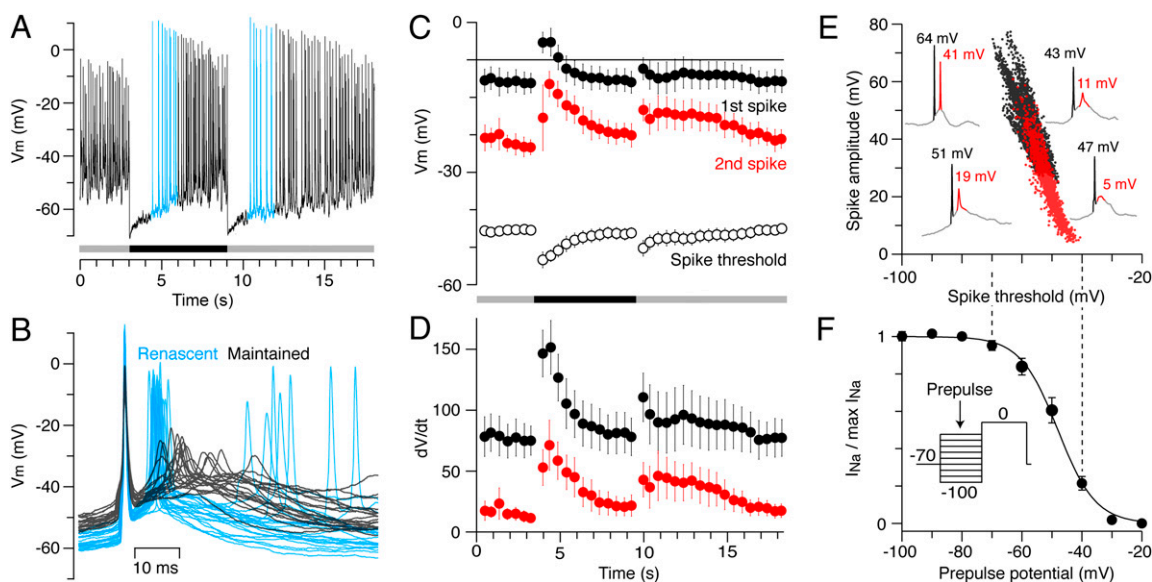 A
0
-20
-40
-60
Vm (mV)
0
5
10
15
Time (s)
B
0
-20
-40
-60
Vm (mV)
Renascent Maintained
10 ms
C
-0
-30
-60
Vm (mV)
1st spike
2nd spike
Spike threshold
D
150
100
50
0
dV/dt
0
5
10
15
Time (s)
E
80
60
40
20
0
Spike amplitude (mV)
64 mV
41 mV
43 mV
11 mV
51 mV
19 mV
47 mV
5 mV
-100
-20
Spike threshold (mV)
F
1
0
INa / max INa
Prepulse
0
-70
-100
-100
-80
-60
-40
-20
Prepulse potential (mV)